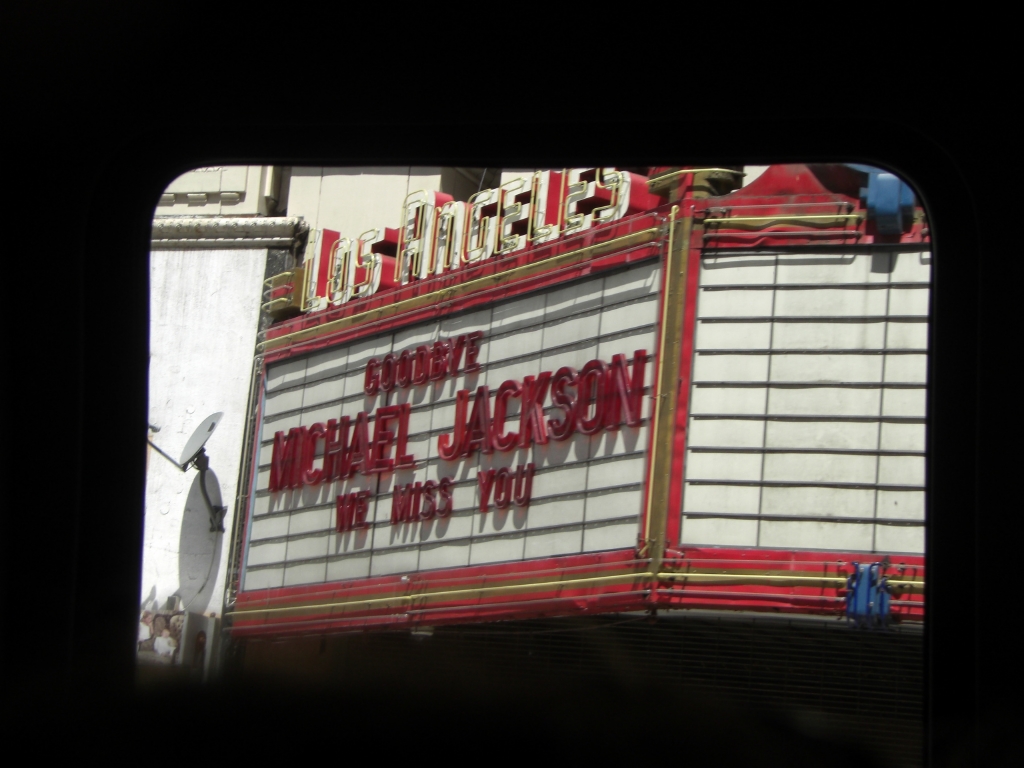 LOS ANGELES
GOODBYE
MICHAEL JACKSON
WE MISS YOU